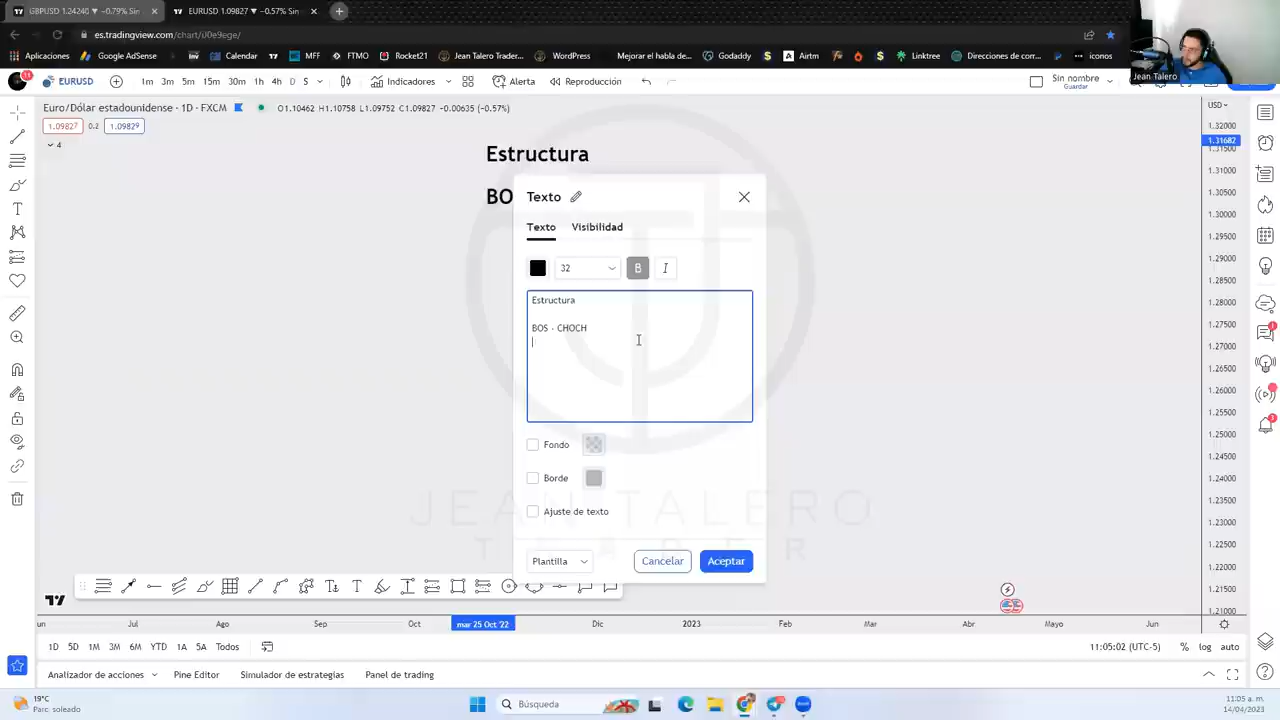 GBPUSD 1.24240 ▼ −0.79% Sin
EURUSD 1.09827 ▼ −0.57% Sin
es.tradingview.com/chart/i0e9egye/
Aplicaciones
Google AdSense
Calendar
MFF
FTMO
Rocket21
Jean Talero Trader - Ege...
WordPress
Mejorar el habla de...
Godaddy
Airtm
Linktree
Direcciones de corr...
iconos
Jean Talero
EURUSD
1m 3m 5m 15m 30m 1h 4h D S
Indicadores
Alerta
Reproducción
Sin nombre
Guardar
Euro/Dólar estadounidense · 1D · FXCM
O1.10462 H1.10758 L1.09752 C1.09827 −0.00635 (−0.57%)
USD
1.09827 0.2 1.09829
4
Estructura
BO
Texto
Texto Visibilidad
32 B I
Estructura
BOS - CHOCH
Fondo
Borde
Ajuste de texto
Plantilla Cancelar Aceptar
JEAN TALERO
1.32000
1.31682
1.31500
1.31000
1.30500
1.30000
1.29500
1.29000
1.28500
1.28000
1.27500
1.27000
1.26500
1.26000
1.25500
1.25000
1.24500
1.24000
1.23500
1.23000
1.22500
1.22000
1.21500
1.21000
un Jul Ago Sep Oct mar 25 Oct '22 Dic 2023 Feb Mar Abr Mayo Jun
1D 5D 1M 3M 6M YTD 1A 5A Todos
11:05:02 (UTC-5) % log auto
Analizador de acciones Pine Editor Simulador de estrategias Panel de trading
19°C
Parc. soleado
Búsqueda
11:05 a. m.
14/04/2023